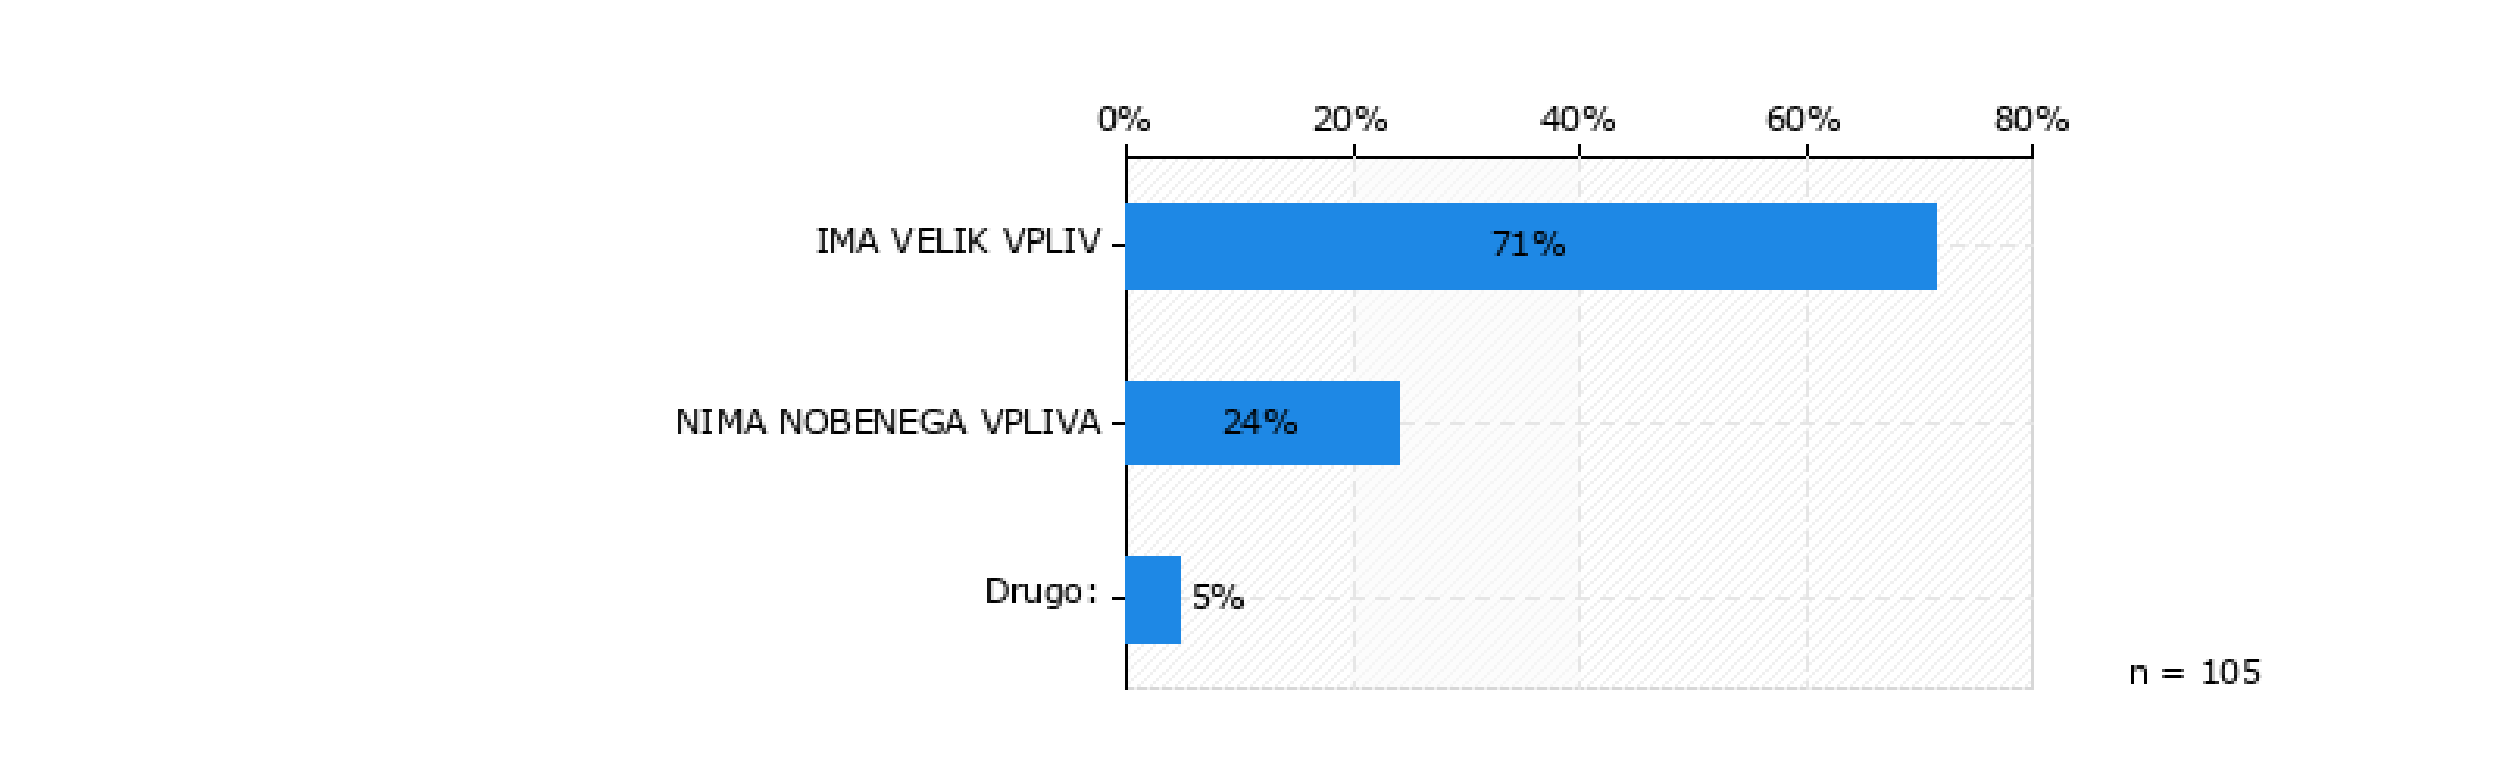 0% 20% 40% 60% 80%
IMA VELIK VPLIV 71%
NIMA NOBENEGA VPLIVA 24%
Drugo: 5%
n = 105